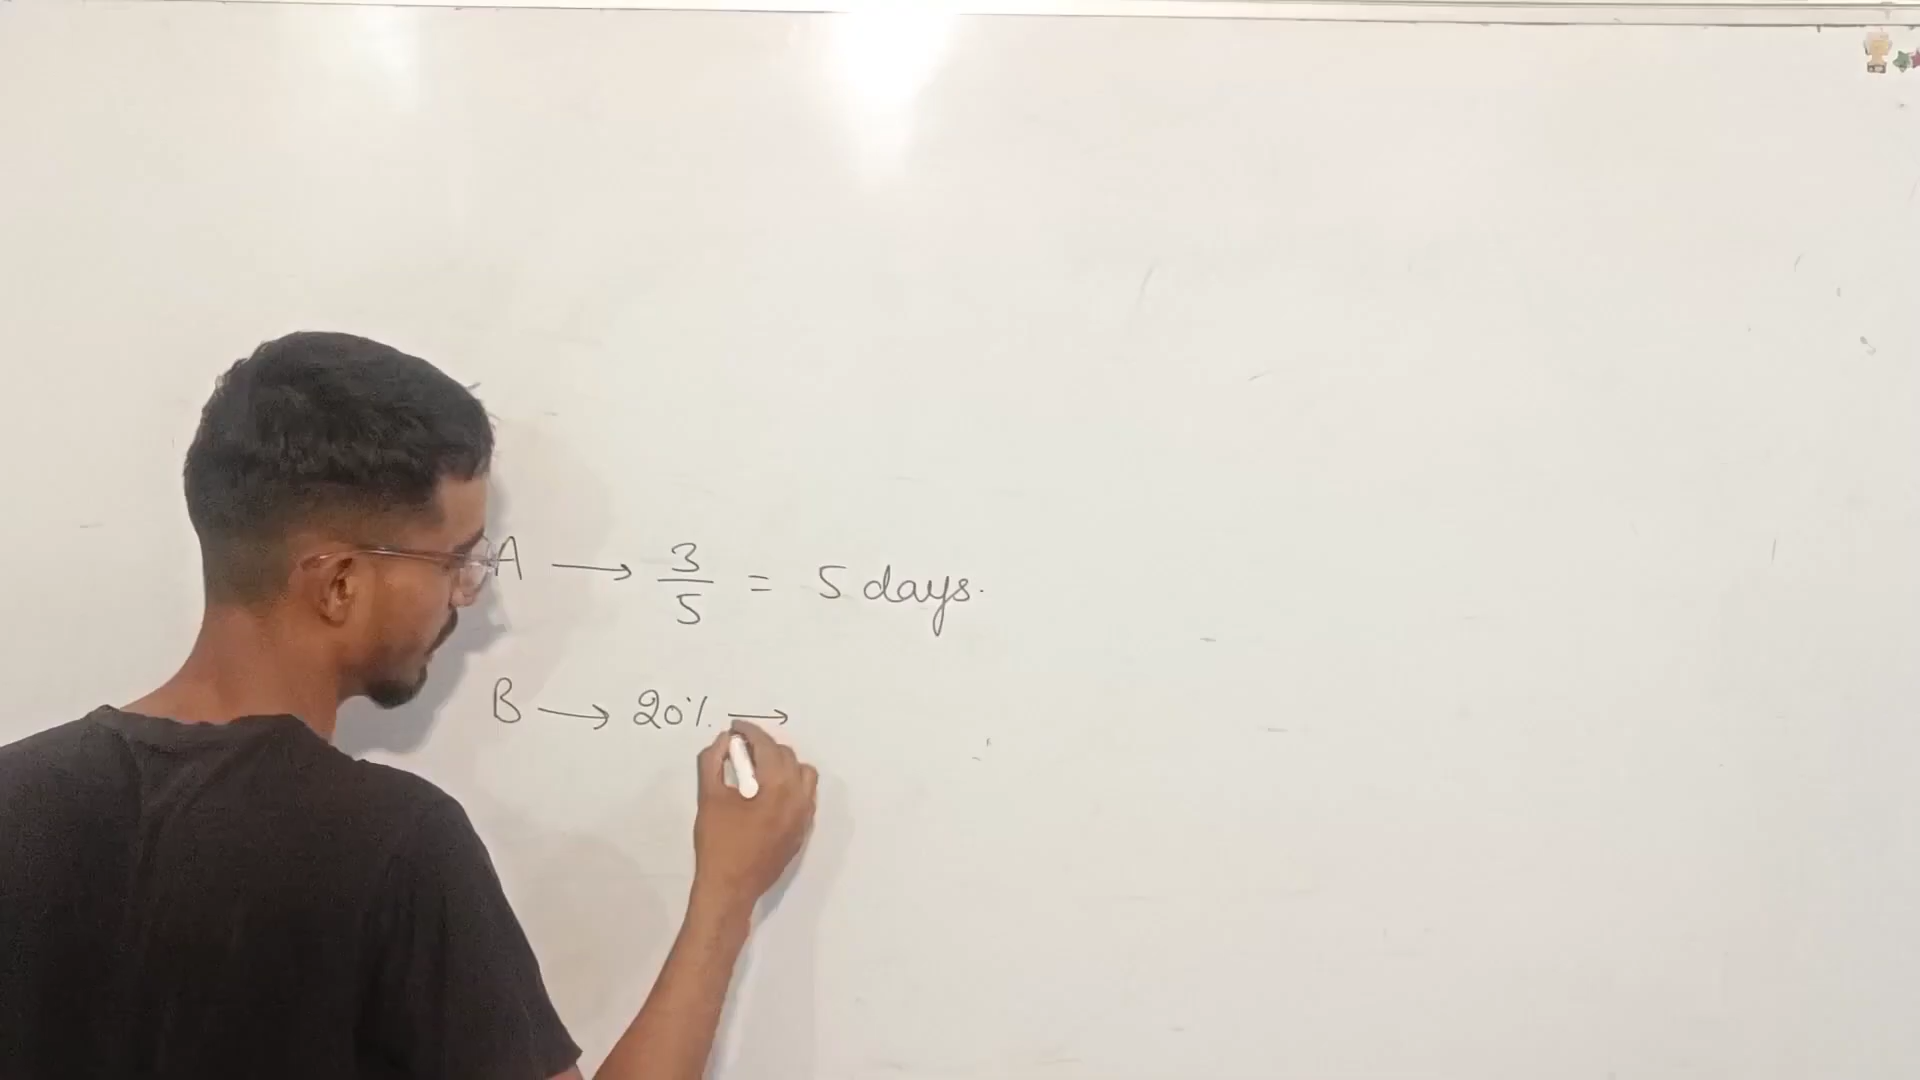 A → 3/5 = 5 days.
B → 20% →